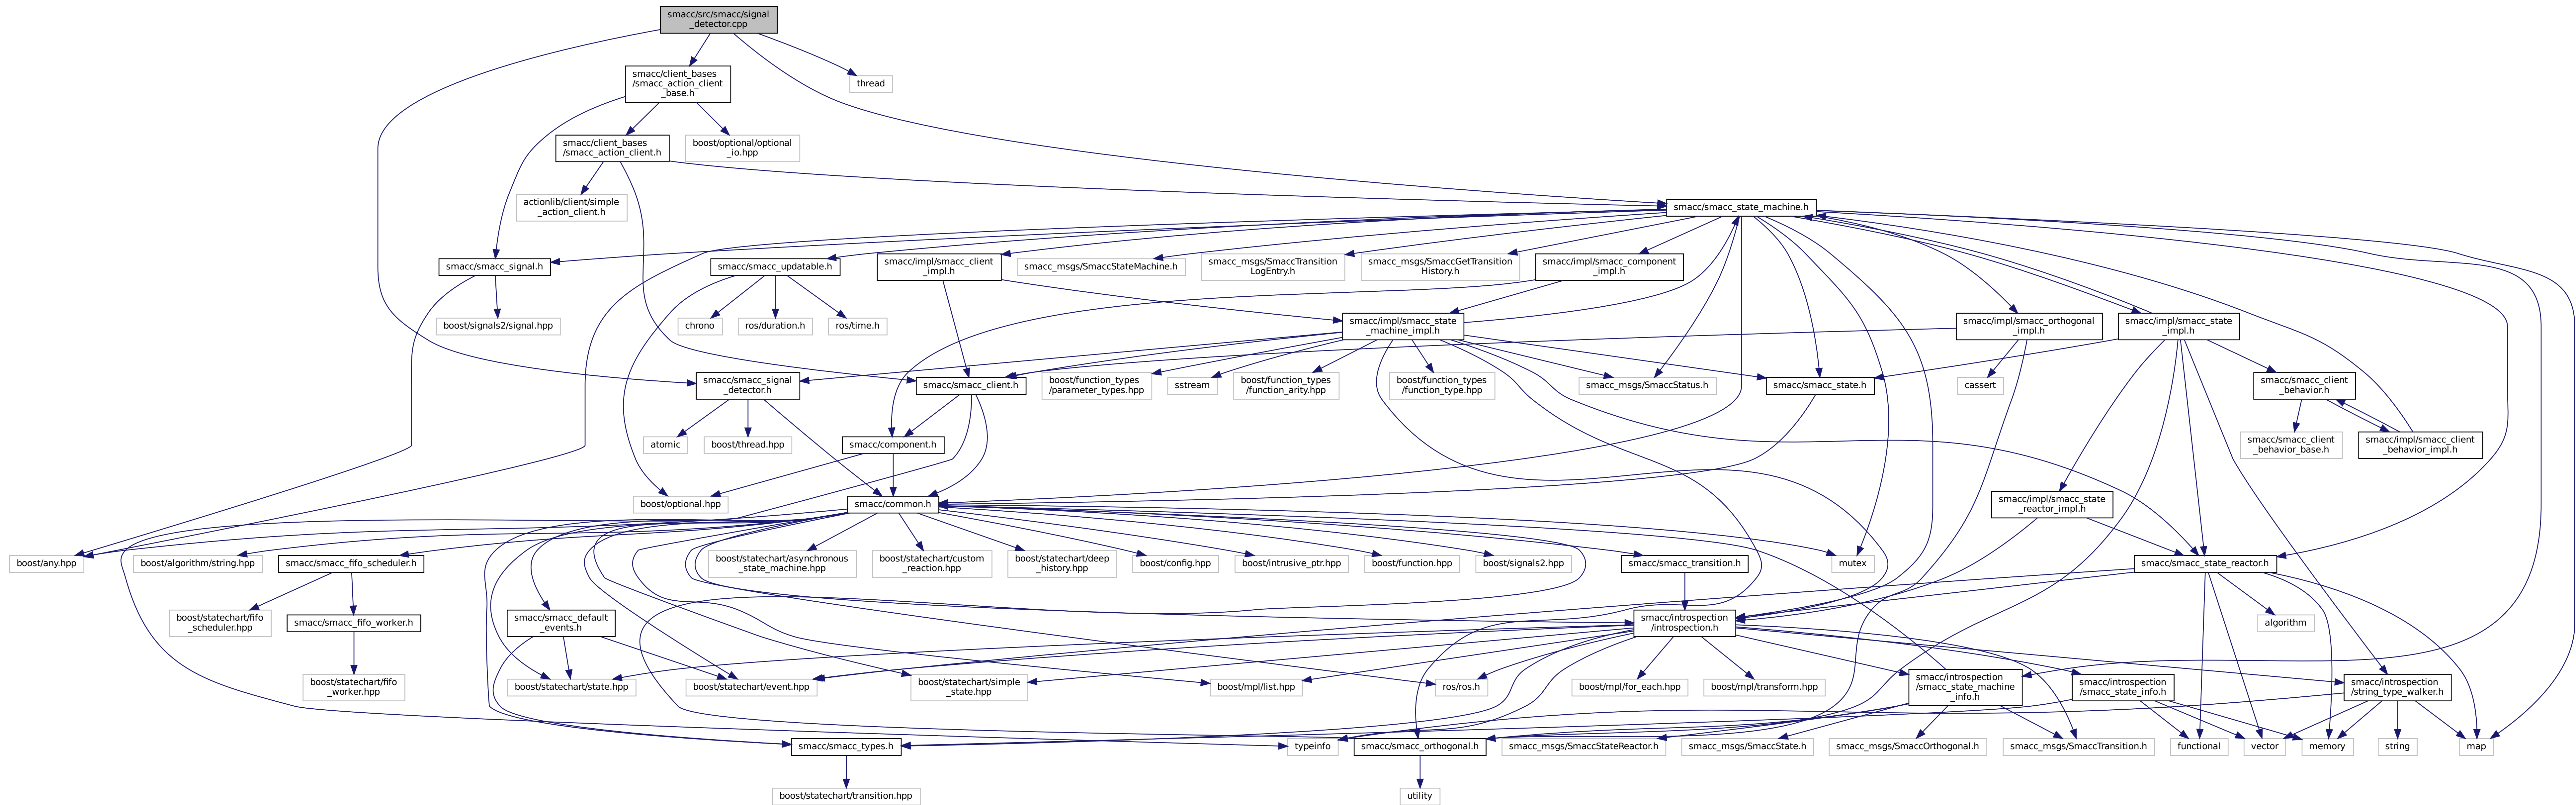 smacc/src/smacc/signal
_detector.cpp
smacc/client_bases
/smacc_action_client
_base.h
thread
smacc/client_bases
/smacc_action_client.h
boost/optional/optional
_io.hpp
actionlib/client/simple
_action_client.h
smacc/smacc_state_machine.h
smacc/smacc_signal.h
smacc/smacc_updatable.h
smacc/impl/smacc_client
_impl.h
smacc_msgs/SmaccStateMachine.h
smacc_msgs/SmaccTransition
LogEntry.h
smacc_msgs/SmaccGetTransition
History.h
smacc/impl/smacc_component
_impl.h
boost/signals2/signal.hpp
chrono
ros/duration.h
ros/time.h
smacc/impl/smacc_state
_machine_impl.h
smacc/impl/smacc_orthogonal
_impl.h
smacc/impl/smacc_state
_impl.h
smacc/smacc_signal
_detector.h
smacc/smacc_client.h
boost/function_types
/parameter_types.hpp
sstream
boost/function_types
/function_arity.hpp
boost/function_types
/function_type.hpp
smacc_msgs/SmaccStatus.h
smacc/smacc_state.h
cassert
smacc/smacc_client
_behavior.h
atomic
boost/thread.hpp
smacc/component.h
smacc/smacc_client
_behavior_base.h
smacc/impl/smacc_client
_behavior_impl.h
boost/optional.hpp
smacc/common.h
smacc/impl/smacc_state
_reactor_impl.h
boost/any.hpp
boost/algorithm/string.hpp
smacc/smacc_fifo_scheduler.h
boost/statechart/asynchronous
_state_machine.hpp
boost/statechart/custom
_reaction.hpp
boost/statechart/deep
_history.hpp
boost/config.hpp
boost/intrusive_ptr.hpp
boost/function.hpp
boost/signals2.hpp
smacc/smacc_transition.h
mutex
smacc/smacc_state_reactor.h
boost/statechart/fifo
_scheduler.hpp
smacc/smacc_fifo_worker.h
smacc/smacc_default
_events.h
smacc/introspection
/introspection.h
algorithm
boost/statechart/fifo
_worker.hpp
boost/statechart/state.hpp
boost/statechart/event.hpp
boost/statechart/simple
_state.hpp
boost/mpl/list.hpp
ros/ros.h
boost/mpl/for_each.hpp
boost/mpl/transform.hpp
smacc/introspection
/smacc_state_machine
_info.h
smacc/introspection
/smacc_state_info.h
smacc/introspection
/string_type_walker.h
smacc/smacc_types.h
typeinfo
smacc/smacc_orthogonal.h
smacc_msgs/SmaccStateReactor.h
smacc_msgs/SmaccState.h
smacc_msgs/SmaccOrthogonal.h
smacc_msgs/SmaccTransition.h
functional
vector
memory
string
map
boost/statechart/transition.hpp
utility